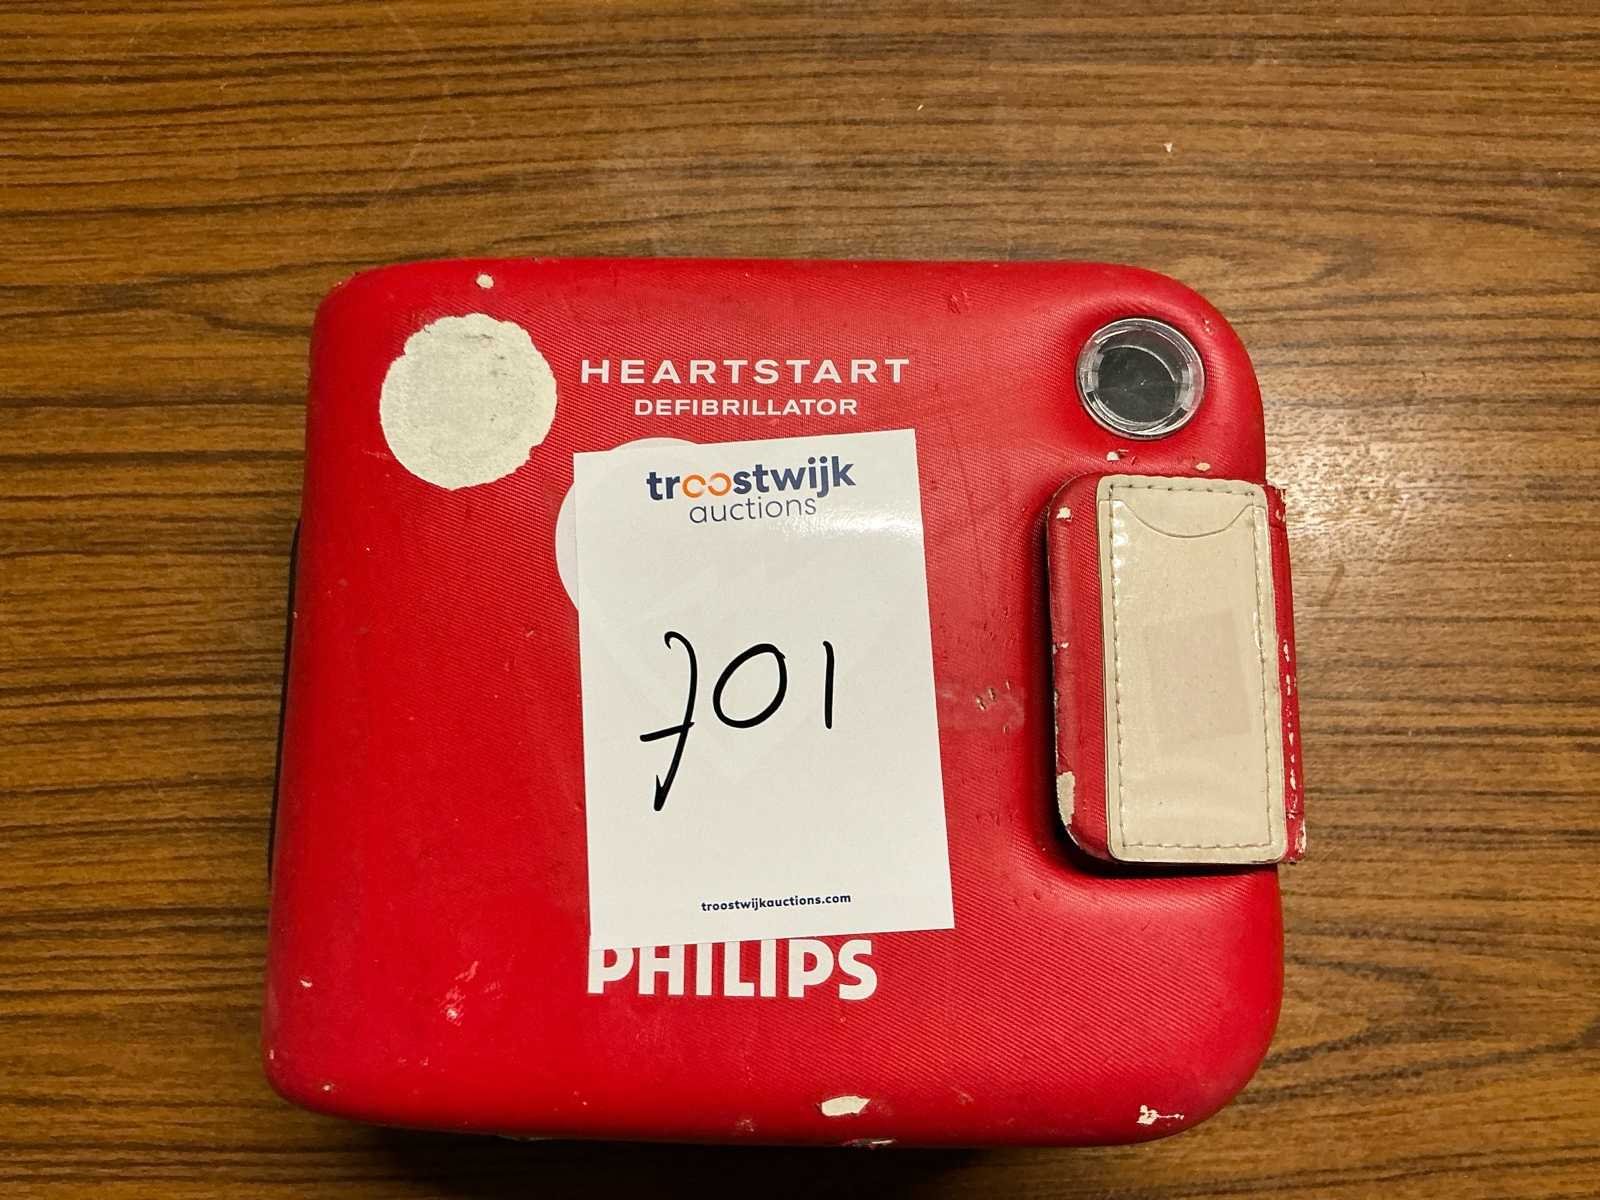 HEARTSTART
DEFIBRILLATOR
troostwijk
auctions
701
troostwijkauctions.com
PHILIPS